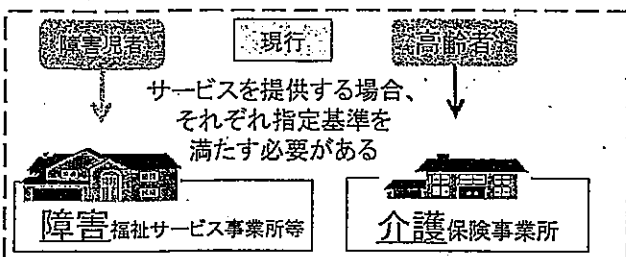 障害児者
現行
高齢者
サービスを提供する場合、
それぞれ指定基準を
満たす必要がある
障害福祉サービス事業所等
介護保険事業所